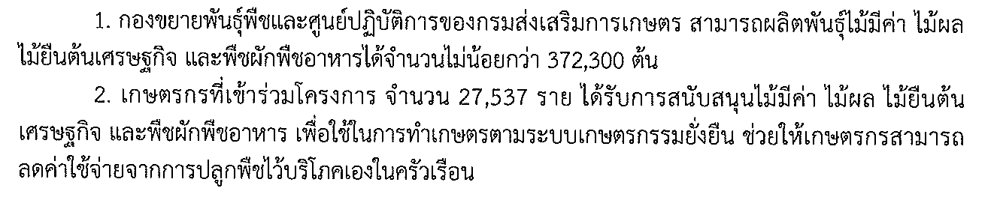 1. กองขยายพันธุ์พืชและศูนย์ปฏิบัติการของกรมส่งเสริมการเกษตร สามารถผลิตพันธุ์ไม้มีค่า ไม้ผล
ไม้ยืนต้นเศรษฐกิจ และพืชผักพืชอาหารได้จำนวนไม่น้อยกว่า 372,300 ต้น
2. เกษตรกรที่เข้าร่วมโครงการ จำนวน 27,537 ราย ได้รับการสนับสนุนไม้มีค่า ไม้ผล ไม้ยืนต้น
เศรษฐกิจ และพืชผักพืชอาหาร เพื่อใช้ในการทำเกษตรตามระบบเกษตรกรรมยั่งยืน ช่วยให้เกษตรกรสามารถ
ลดค่าใช้จ่ายจากการปลูกพืชไว้บริโภคเองในครัวเรือน